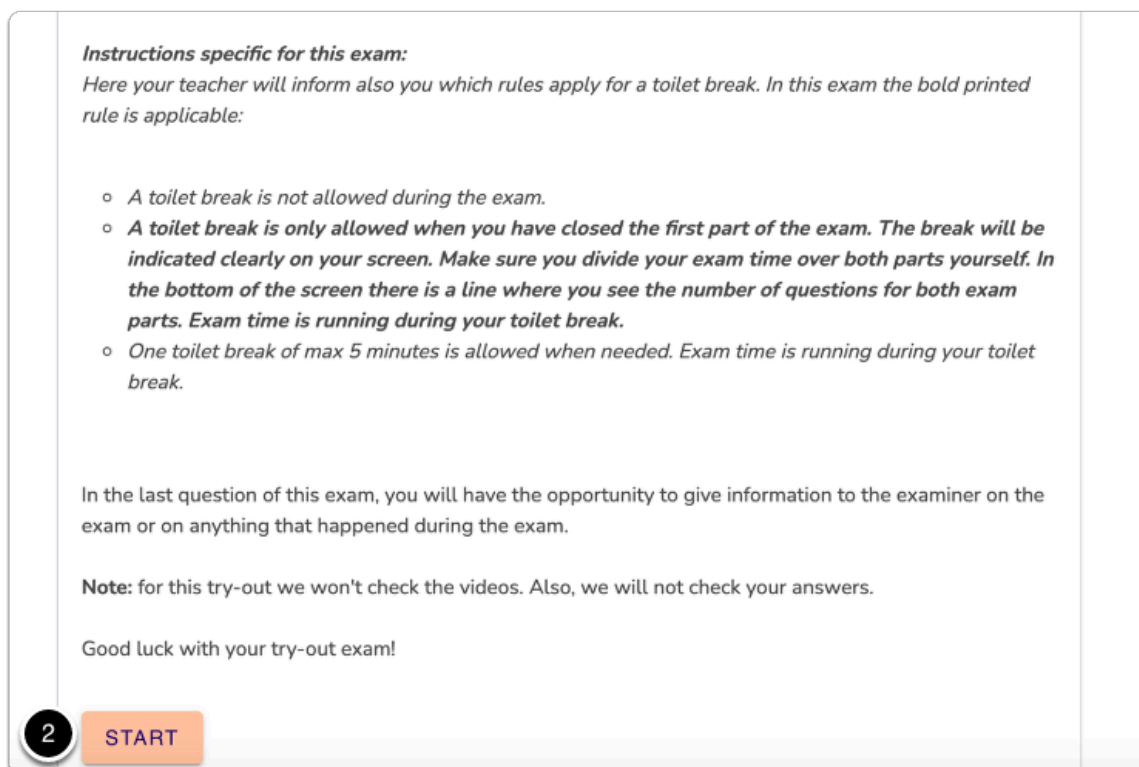 Instructions specific for this exam:
Here your teacher will inform also you which rules apply for a toilet break. In this exam the bold printed
rule is applicable:
A toilet break is not allowed during the exam.
A toilet break is only allowed when you have closed the first part of the exam. The break will be
indicated clearly on your screen. Make sure you divide your exam time over both parts yourself. In
the bottom of the screen there is a line where you see the number of questions for both exam
parts. Exam time is running during your toilet break.
One toilet break of max 5 minutes is allowed when needed. Exam time is running during your toilet
break.
In the last question of this exam, you will have the opportunity to give information to the examiner on the
exam or on anything that happened during the exam.
Note: for this try-out we won't check the videos. Also, we will not check your answers.
Good luck with your try-out exam!
2 START